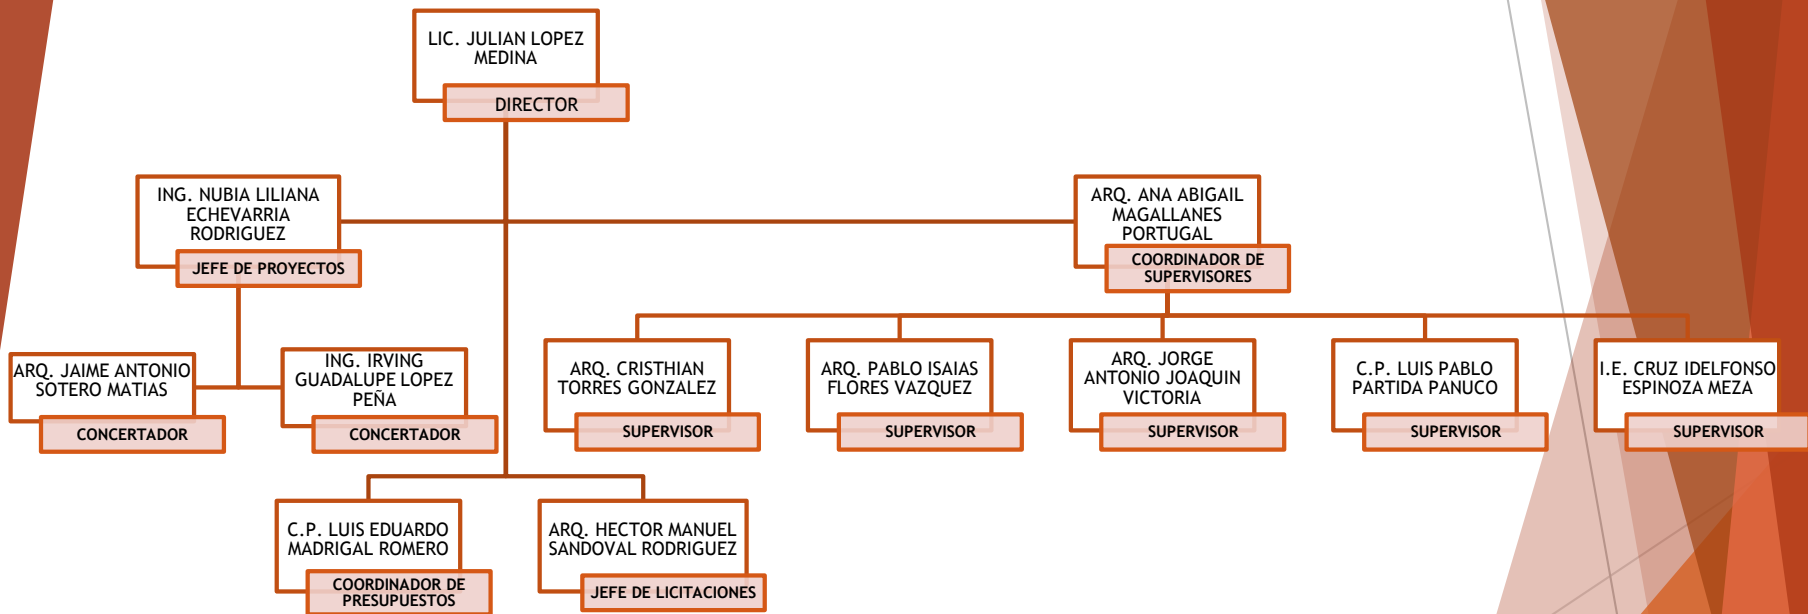 LIC. JULIAN LOPEZ
MEDINA
DIRECTOR
ING. NUBIA LILIANA
ECHEVARRIA
RODRIGUEZ
JEFE DE PROYECTOS
ARQ. ANA ABIGAIL
MAGALLANES
PORTUGAL
COORDINADOR DE
SUPERVISORES
ARQ. JAIME ANTONIO
SOTERO MATIAS
CONCERTADOR
ING. IRVING
GUADALUPE LOPEZ
PEÑA
CONCERTADOR
ARQ. CRISTHIAN
TORRES GONZALEZ
SUPERVISOR
ARQ. PABLO ISAIAS
FLORES VAZQUEZ
SUPERVISOR
ARQ. JORGE
ANTONIO JOAQUIN
VICTORIA
SUPERVISOR
C.P. LUIS PABLO
PARTIDA PANUCO
SUPERVISOR
I.E. CRUZ IDELFONSO
ESPINOZA MEZA
SUPERVISOR
C.P. LUIS EDUARDO
MADRIGAL ROMERO
COORDINADOR DE
PRESUPUESTOS
ARQ. HECTOR MANUEL
SANDOVAL RODRIGUEZ
JEFE DE LICITACIONES